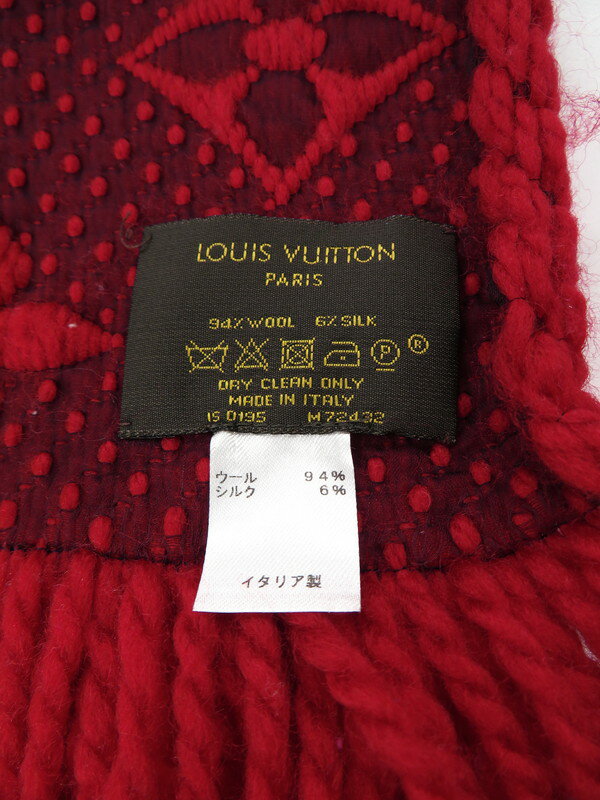 LOUIS VUITTON
PARIS
94% WOOL 6% SILK
P ®
DRY CLEAN ONLY
MADE IN ITALY
IS 0195 M72432
ウール 94%
シルク 6%
イタリア製